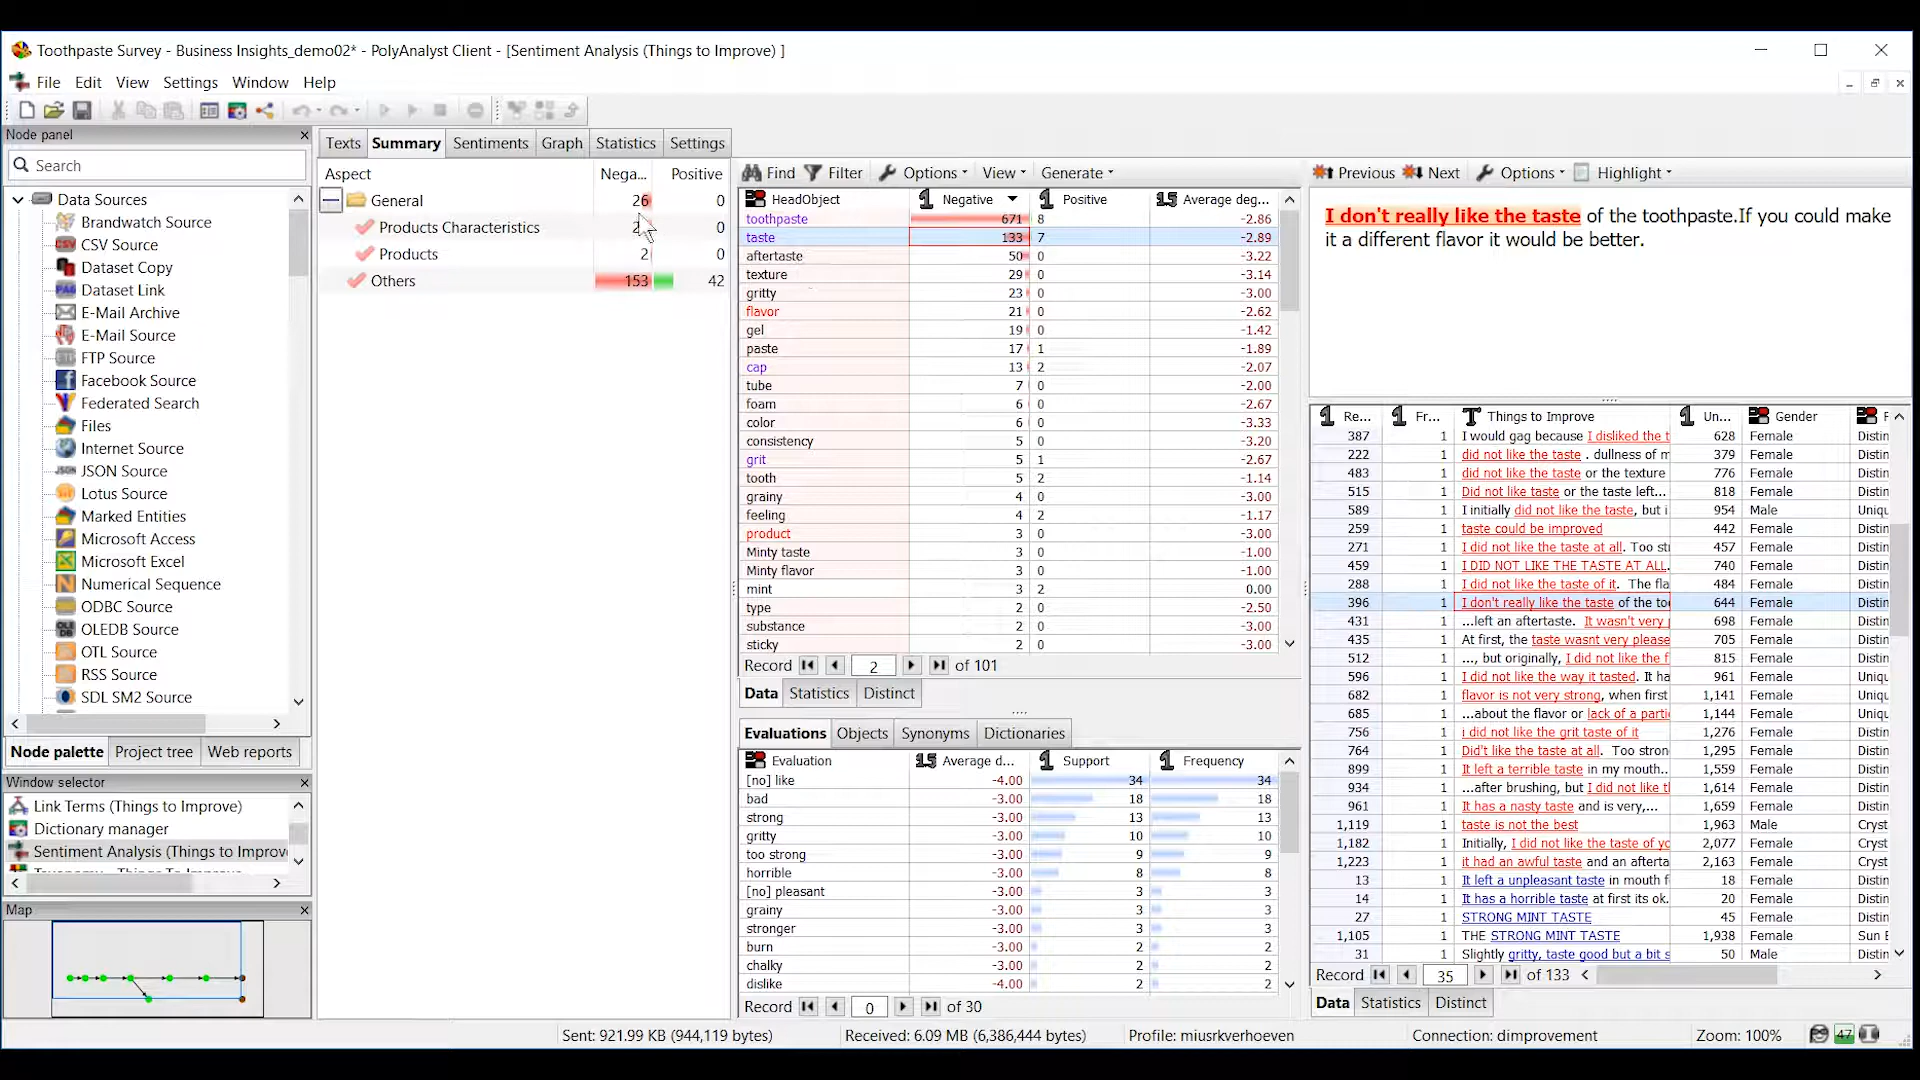 Toothpaste Survey - Business Insights_demo02* - PolyAnalyst Client - [Sentiment Analysis (Things to Improve) ]
File Edit View Settings Window Help
Node panel
Search
Data Sources
Brandwatch Source
CSV Source
Dataset Copy
Dataset Link
E-Mail Archive
E-Mail Source
FTP Source
Facebook Source
Federated Search
Files
Internet Source
JSON Source
Lotus Source
Marked Entities
Microsoft Access
Microsoft Excel
Numerical Sequence
ODBC Source
OLEDB Source
OTL Source
RSS Source
SDL SM2 Source
Node palette Project tree Web reports
Window selector
Link Terms (Things to Improve)
Dictionary manager
Sentiment Analysis (Things to Improv
Map
Texts Summary Sentiments Graph Statistics Settings
Aspect Nega... Positive
General 26 0
Products Characteristics 0
Products 2 0
Others 153 42
Find Filter Options View Generate
HeadObject Negative Positive Average deg...
toothpaste 671 8 -2.86
taste 133 7 -2.89
aftertaste 50 0 -3.22
texture 29 0 -3.14
gritty 23 0 -3.00
flavor 21 0 -2.62
gel 19 0 -1.42
paste 17 1 -1.89
cap 13 2 -2.07
tube 7 0 -2.00
foam 6 0 -2.67
color 6 0 -3.33
consistency 5 0 -3.20
grit 5 1 -2.67
tooth 5 2 -1.14
grainy 4 0 -3.00
feeling 4 2 -1.17
product 3 0 -3.00
Minty taste 3 0 -1.00
Minty flavor 3 0 -1.00
mint 3 2 0.00
type 2 0 -2.50
substance 2 0 -3.00
sticky 2 0 -3.00
Record 2 of 101
Data Statistics Distinct
Evaluations Objects Synonyms Dictionaries
Evaluation Average d... Support Frequency
[no] like -4.00 34 34
bad -3.00 18 18
strong -3.00 13 13
gritty -3.00 10 10
too strong -3.00 9 9
horrible -3.00 8 8
[no] pleasant -3.00 3 3
grainy -3.00 3 3
stronger -3.00 3 3
burn -3.00 2 2
chalky -3.00 2 2
dislike -4.00 2 2
Record 0 of 30
Previous Next Options Highlight
I don't really like the taste of the toothpaste.If you could make
it a different flavor it would be better.
Re... Fr... Things to Improve Un... Gender F
387 1 I would gag because I disliked the t 628 Female Distin
222 1 did not like the taste . dullness of m 379 Female Distin
483 1 did not like the taste or the texture 776 Female Distin
515 1 Did not like taste or the taste left... 818 Female Distin
589 1 I initially did not like the taste, but i 954 Male Uniqu
259 1 taste could be improved 442 Female Distin
271 1 I did not like the taste at all. Too str 457 Female Distin
459 1 I DID NOT LIKE THE TASTE AT ALL. 740 Female Distin
288 1 I did not like the taste of it. The fla 484 Female Distin
396 1 I don't really like the taste of the too 644 Female Distin
431 1 ...left an aftertaste. It wasn't very p 698 Female Distin
435 1 At first, the taste wasnt very please 705 Female Distin
512 1 ..., but originally, I did not like the f 815 Female Distin
596 1 I did not like the way it tasted. It ha 961 Female Uniqu
682 1 flavor is not very strong, when first 1,141 Female Uniqu
685 1 ...about the flavor or lack of a partic 1,144 Female Uniqu
756 1 i did not like the grit taste of it 1,276 Female Distin
764 1 Did't like the taste at all. Too stron 1,295 Female Distin
899 1 It left a terrible taste in my mouth... 1,559 Female Distin
934 1 ...after brushing, but I did not like tl 1,614 Female Distin
961 1 It has a nasty taste and is very,... 1,659 Female Distin
1,119 1 taste is not the best 1,963 Male Cryst
1,182 1 Initially, I did not like the taste of yo 2,077 Female Cryst
1,223 1 it had an awful taste and an afterta 2,163 Female Cryst
13 1 It left a unpleasant taste in mouth f 18 Female Distin
14 1 It has a horrible taste at first its ok. 20 Female Distin
27 1 STRONG MINT TASTE 45 Female Distin
1,105 1 THE STRONG MINT TASTE 1,938 Female Sun B
31 1 Slightly gritty, taste good but a bit s 50 Male Distin
Record 35 of 133
Data Statistics Distinct
Sent: 921.99 KB (944,119 bytes) Received: 6.09 MB (6,386,444 bytes) Profile: miusrkverhoeven Connection: dimprovement Zoom: 100% 47